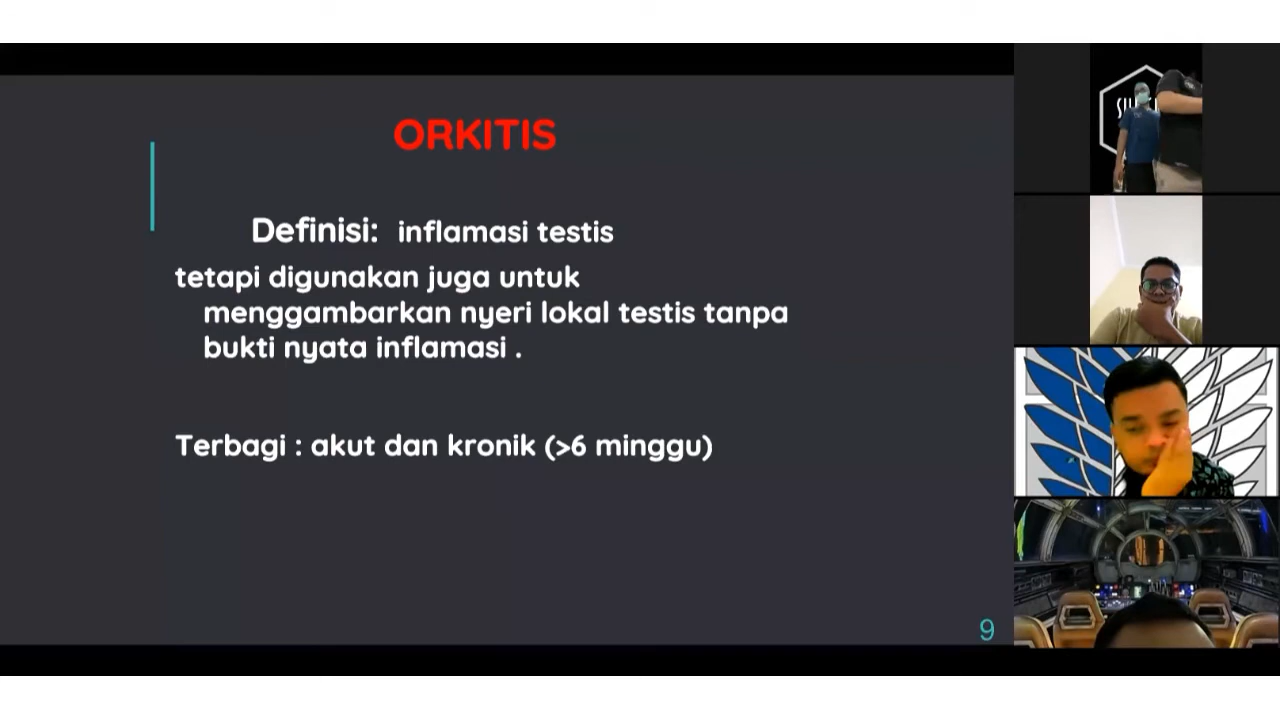 ORKITIS
Definisi: inflamasi testis
tetapi digunakan juga untuk
menggambarkan nyeri lokal testis tanpa
bukti nyata inflamasi .
Terbagi : akut dan kronik (>6 minggu)
9